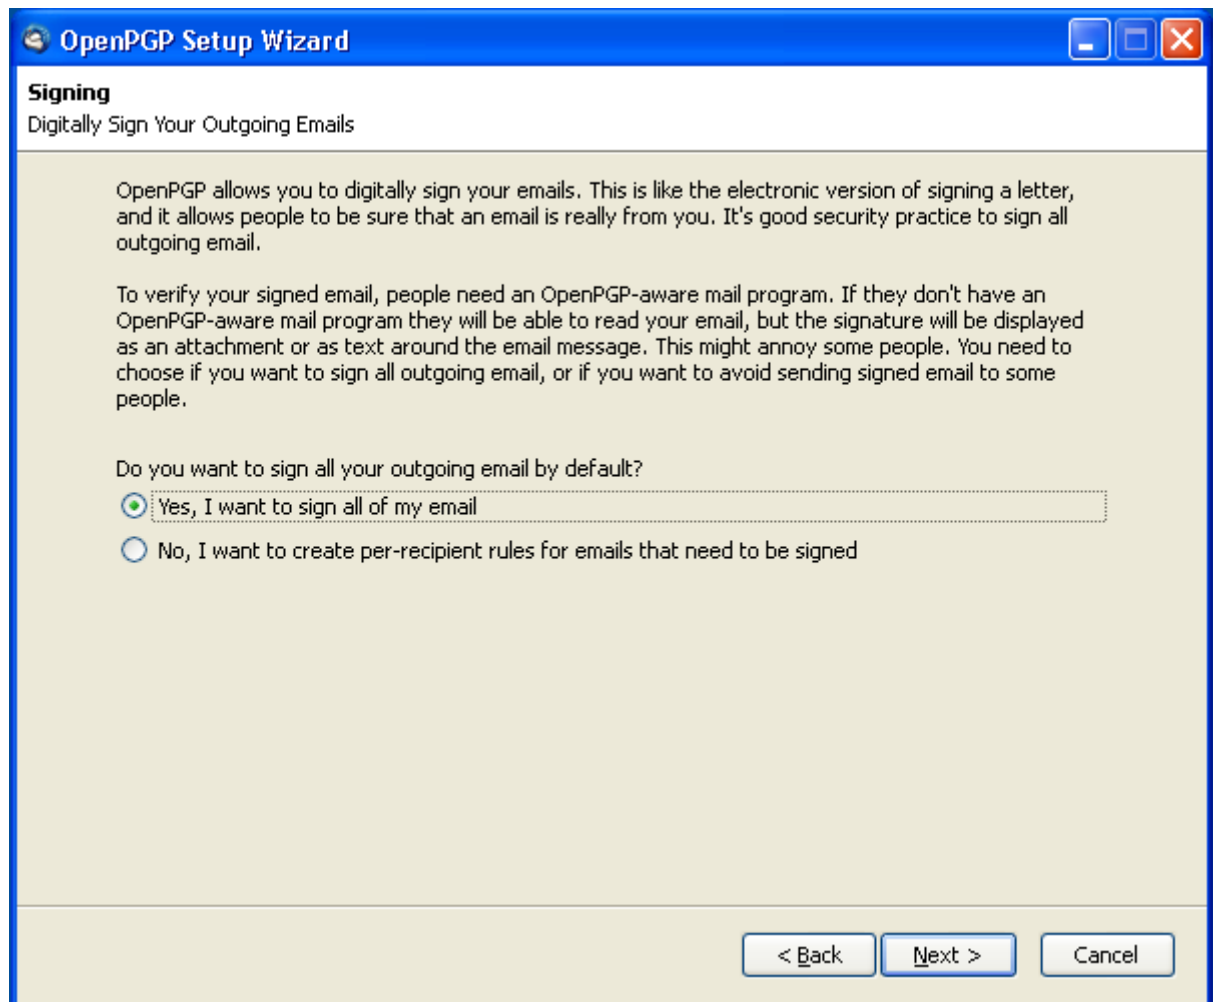 OpenPGP Setup Wizard
Signing
Digitally Sign Your Outgoing Emails
OpenPGP allows you to digitally sign your emails. This is like the electronic version of signing a letter,
and it allows people to be sure that an email is really from you. It's good security practice to sign all
outgoing email.
To verify your signed email, people need an OpenPGP-aware mail program. If they don't have an
OpenPGP-aware mail program they will be able to read your email, but the signature will be displayed
as an attachment or as text around the email message. This might annoy some people. You need to
choose if you want to sign all outgoing email, or if you want to avoid sending signed email to some
people.
Do you want to sign all your outgoing email by default?
Yes, I want to sign all of my email
No, I want to create per-recipient rules for emails that need to be signed
< Back Next > Cancel